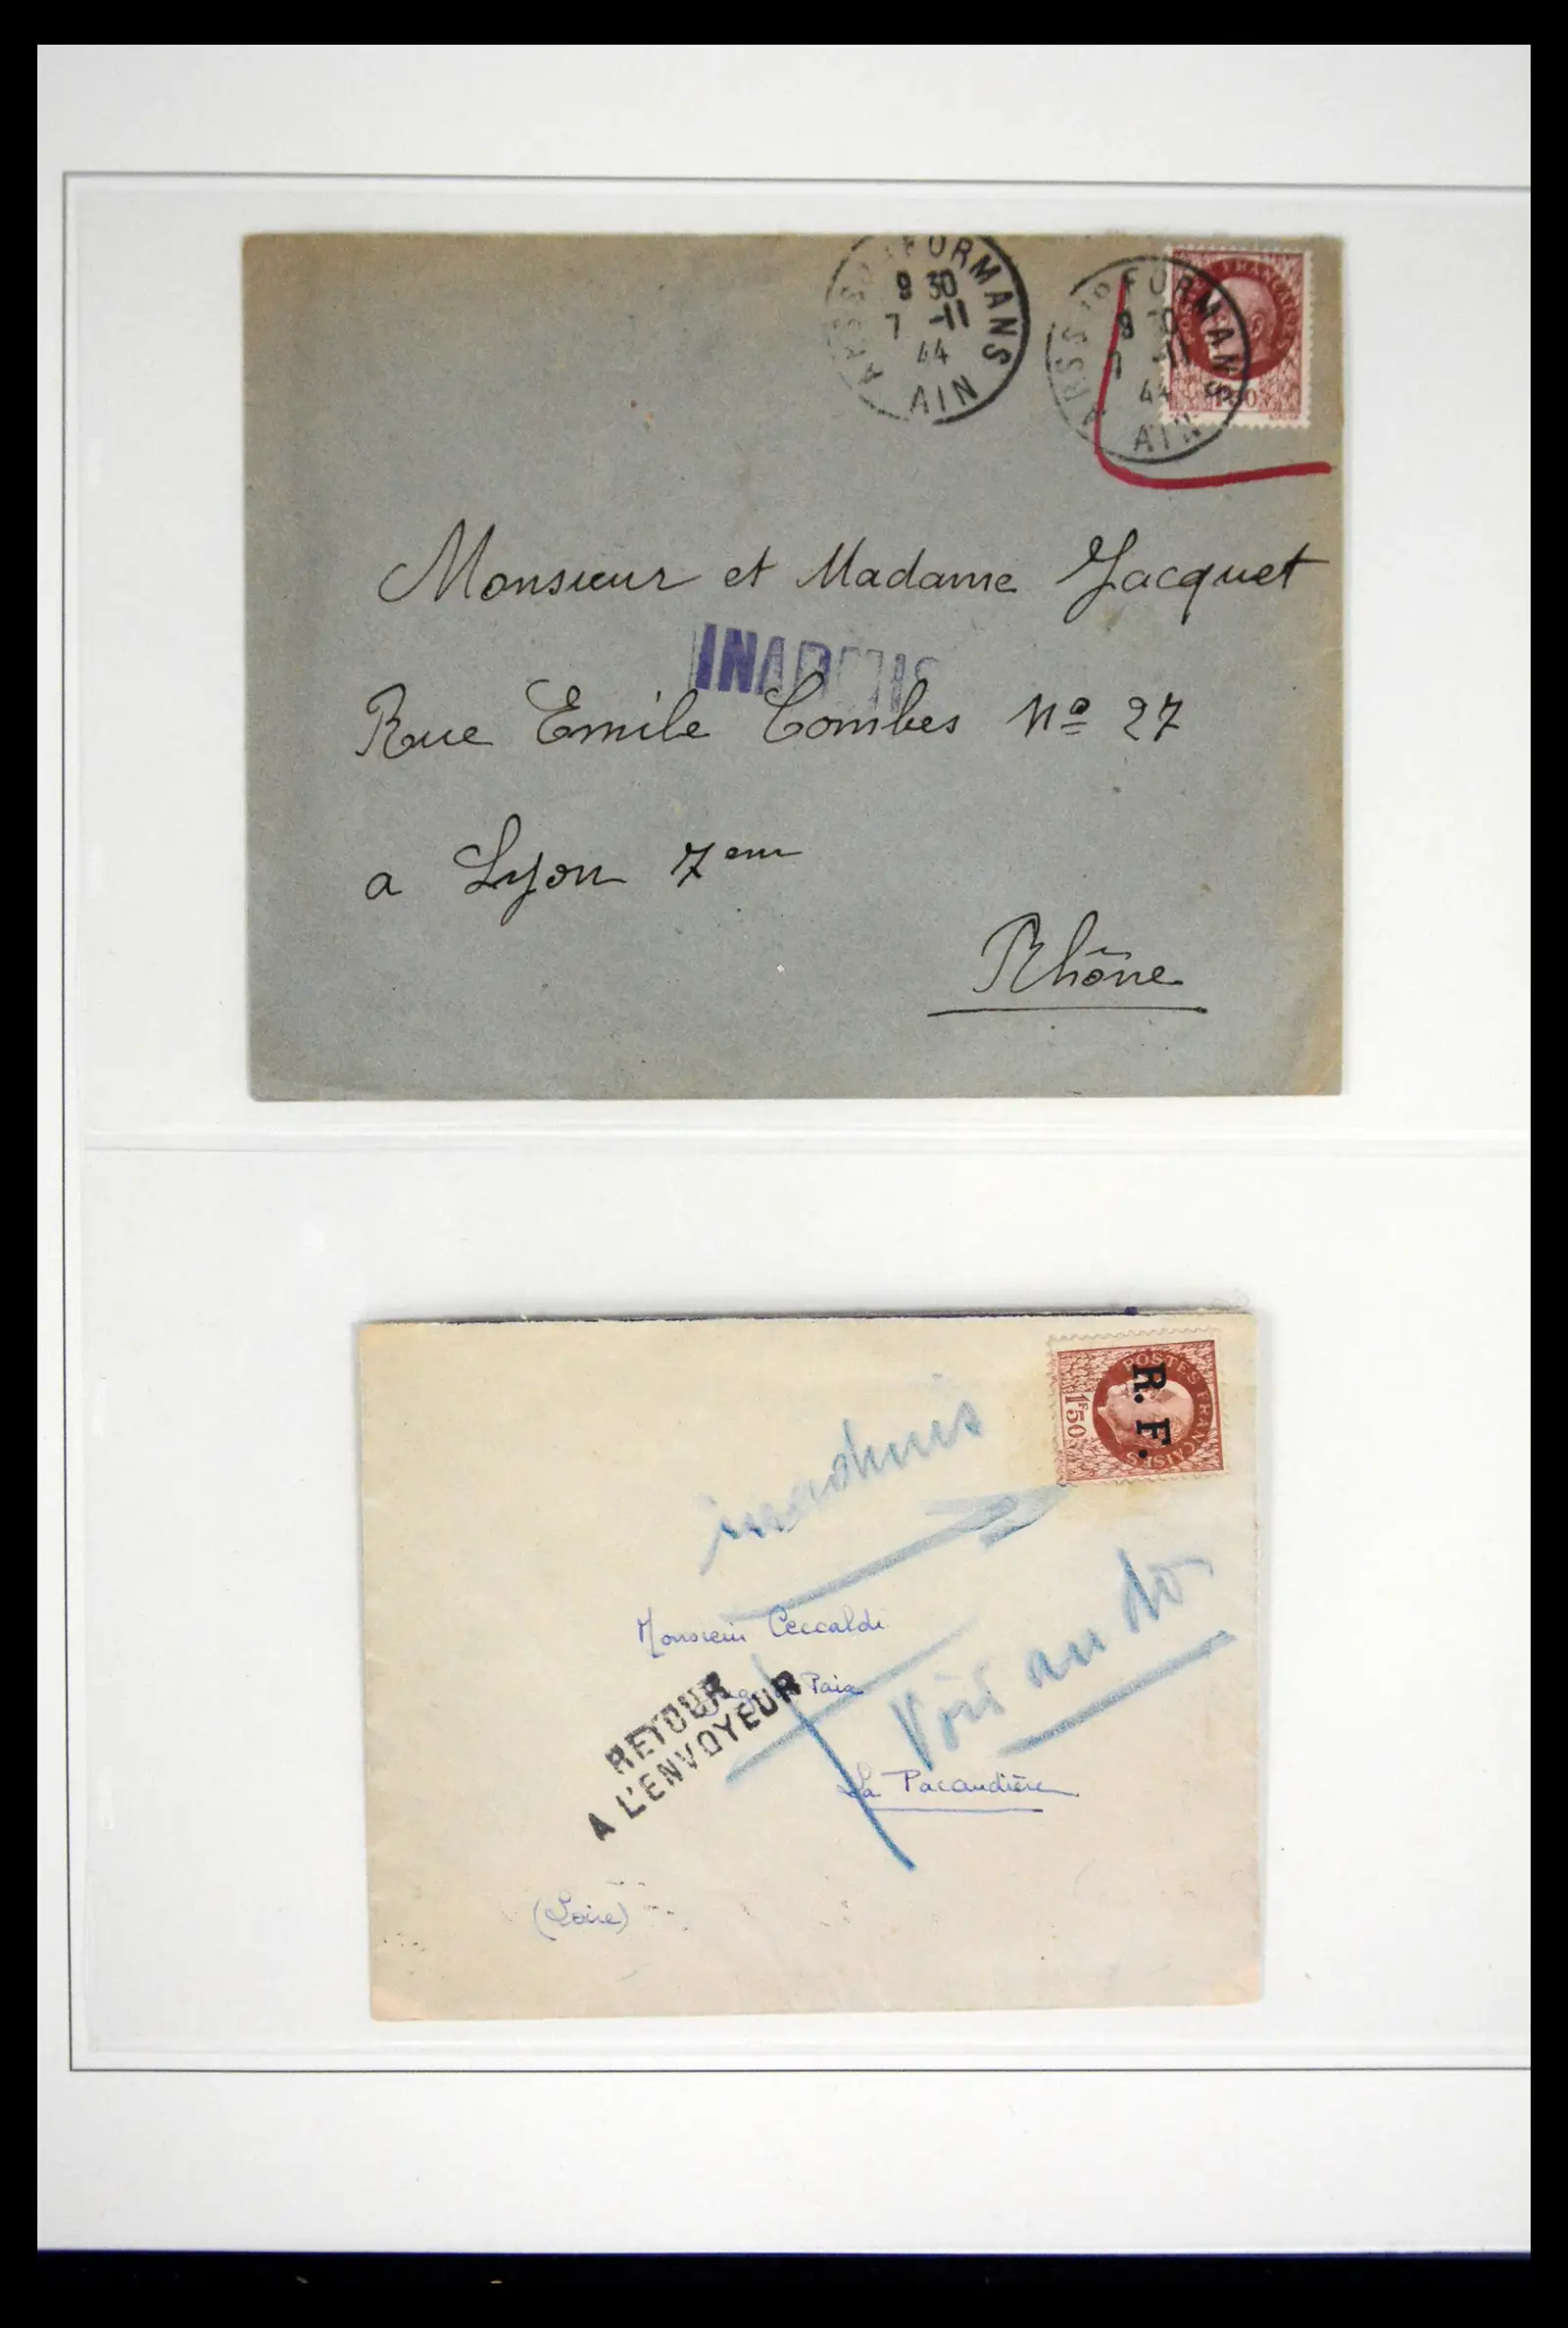 ARS S/ FORMANS
9 30
7 -11
44
AIN
ARS S/ FORMANS
9 30
7 -11
44
AIN
FRANÇAISES
1F50
Monsieur et Madame Jacquet
INADMIS
Rue Emile Combes No 27
a Lyon 7em
Rhône
POSTES FRANÇAISES
R. F.
1F50
inadmis
Voir au do
Monsieur Ceccaldi
Paix
RETOUR
A L'ENVOYEUR
La Pacaudière
(Loire)